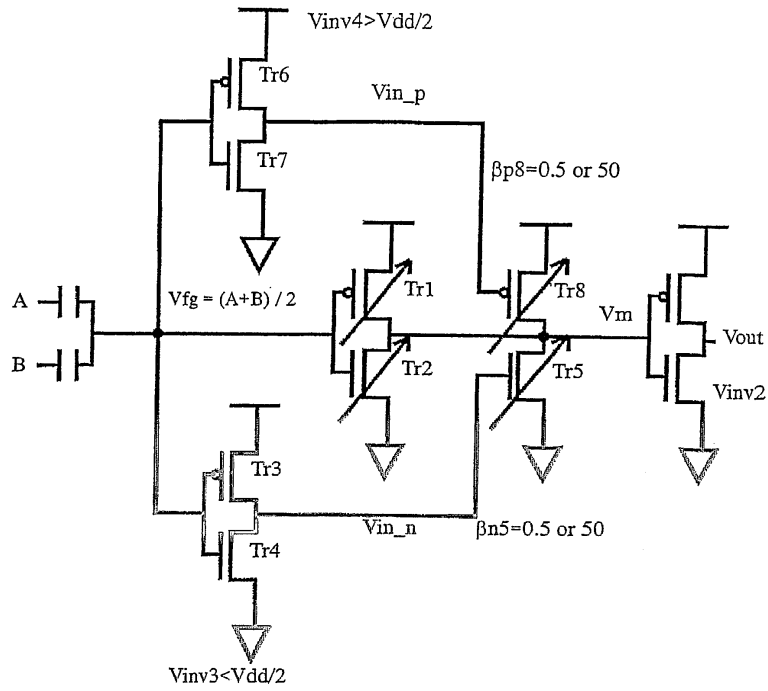 Vinv4>Vdd/2
Tr6
Vin_p
Tr7
βp8=0.5 or 50
A
Vfg = (A+B) / 2
Tr1
Tr8
Vm
B
Tr2
Tr5
Vout
Vinv2
Tr3
Vin_n
βn5=0.5 or 50
Tr4
Vinv3<Vdd/2